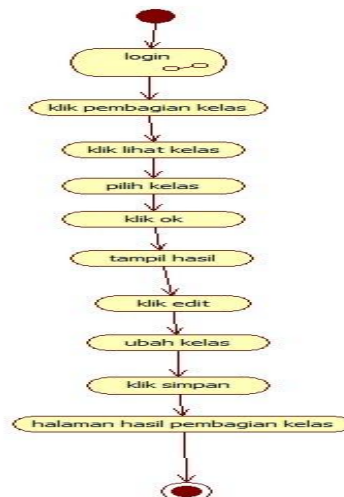 login
klik pembagian kelas
klik lihat kelas
pilih kelas
klik ok
tampil hasil
klik edit
ubah kelas
klik simpan
halaman hasil pembagian kelas